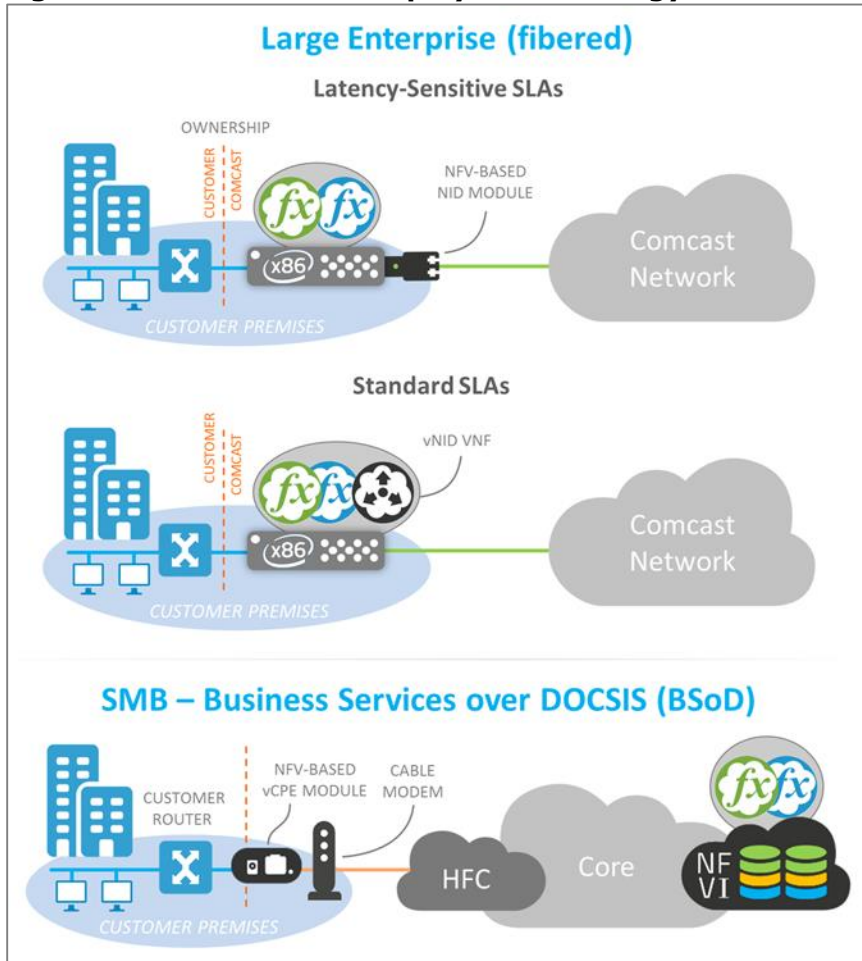 Large Enterprise (fibered)
Latency-Sensitive SLAs
OWNERSHIP
CUSTOMER
COMCAST
fx
fx
NFV-BASED
NID MODULE
x86
Comcast
Network
CUSTOMER PREMISES
Standard SLAs
CUSTOMER
COMCAST
fx
fx
vNID VNF
x86
Comcast
Network
CUSTOMER PREMISES
SMB – Business Services over DOCSIS (BSoD)
CUSTOMER
ROUTER
NFV-BASED
vCPE MODULE
CABLE
MODEM
fx
fx
HFC
Core
NF
VI
CUSTOMER PREMISES